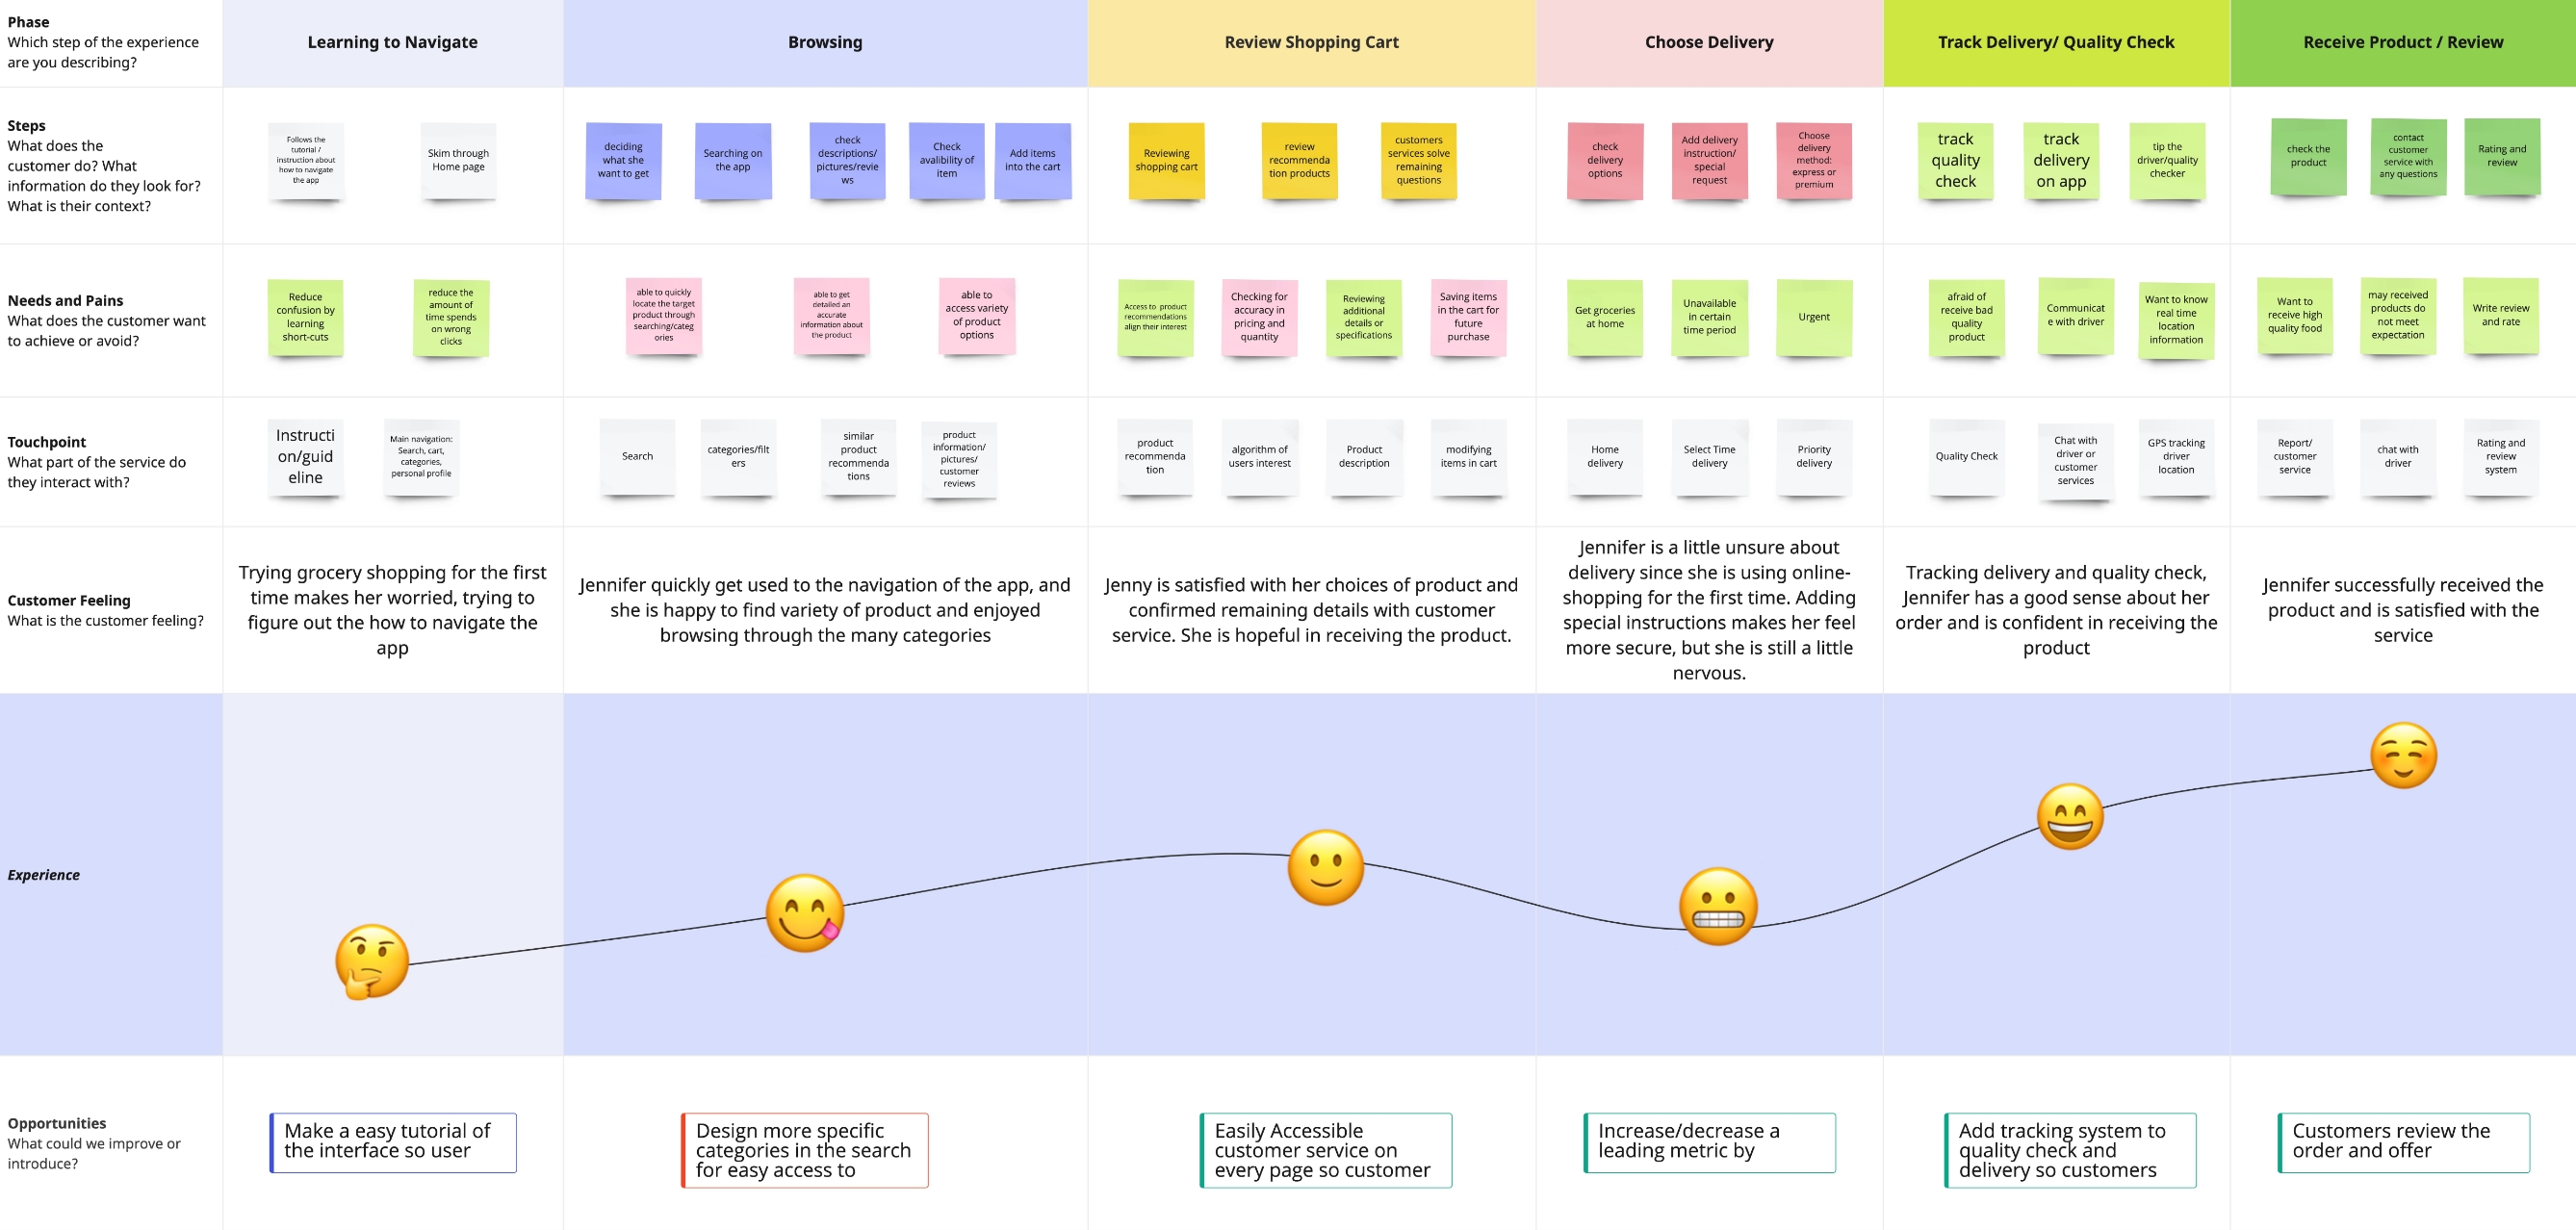 Phase
Which step of the experience
are you describing?
Learning to Navigate
Browsing
Review Shopping Cart
Choose Delivery
Track Delivery/ Quality Check
Receive Product / Review
Steps
What does the
customer do? What
information do they look for?
What is their context?
Follows the
tutorial /
instruction about
how to navigate
the app
Skim through
Home page
deciding
what she
want to get
Searching on
the app
check
descriptions/
pictures/revie
ws
Check
avalibility of
item
Add items
into the cart
Reviewing
shopping cart
review
recommenda
tion products
customers
services solve
remaining
questions
check
delivery
options
Add delivery
instruction/
special
request
Choose
delivery
method:
express or
premium
track
quality
check
track
delivery
on app
tip the
driver/quality
checker
check the
product
contact
customer
service with
any questions
Rating and
review
Needs and Pains
What does the customer want
to achieve or avoid?
Reduce
confusion by
learning
short-cuts
reduce the
amount of
time spends
on wrong
clicks
able to quickly
locate the target
product through
searching/categ
ories
able to get
detailed an
accurate
information about
the product
able to
access variety
of product
options
Access to product
recommendations
align their interest
Checking for
accuracy in
pricing and
quantity
Reviewing
additional
details or
specifications
Saving items
in the cart for
future
purchase
Get groceries
at home
Unavailable
in certain
time period
Urgent
afraid of
receive bad
quality
product
Communicat
e with driver
Want to know
real time
location
information
Want to
receive high
quality food
may received
products do
not meet
expectation
Write review
and rate
Touchpoint
What part of the service do
they interact with?
Instructi
on/guid
eline
Main navigation:
Search, cart,
categories,
personal profile
Search
categories/filt
ers
similar
product
recommenda
tions
product
information/
pictures/
customer
reviews
product
recommenda
tion
algorithm of
users interest
Product
description
modifying
items in cart
Home
delivery
Select Time
delivery
Priority
delivery
Quality Check
Chat with
driver or
customer
services
GPS tracking
driver
location
Report/
customer
service
chat with
driver
Rating and
review
system
Customer Feeling
What is the customer feeling?
Trying grocery shopping for the first
time makes her worried, trying to
figure out the how to navigate the
app
Jennifer quickly get used to the navigation of the app, and
she is happy to find variety of product and enjoyed
browsing through the many categories
Jenny is satisfied with her choices of product and
confirmed remaining details with customer
service. She is hopeful in receiving the product.
Jennifer is a little unsure about
delivery since she is using online-
shopping for the first time. Adding
special instructions makes her feel
more secure, but she is still a little
nervous.
Tracking delivery and quality check,
Jennifer has a good sense about her
order and is confident in receiving the
product
Jennifer successfully received the
product and is satisfied with the
service
Experience
Opportunities
What could we improve or
introduce?
Make a easy tutorial of
the interface so user
Design more specific
categories in the search
for easy access to
Easily Accessible
customer service on
every page so customer
Increase/decrease a
leading metric by
Add tracking system to
quality check and
delivery so customers
Customers review the
order and offer